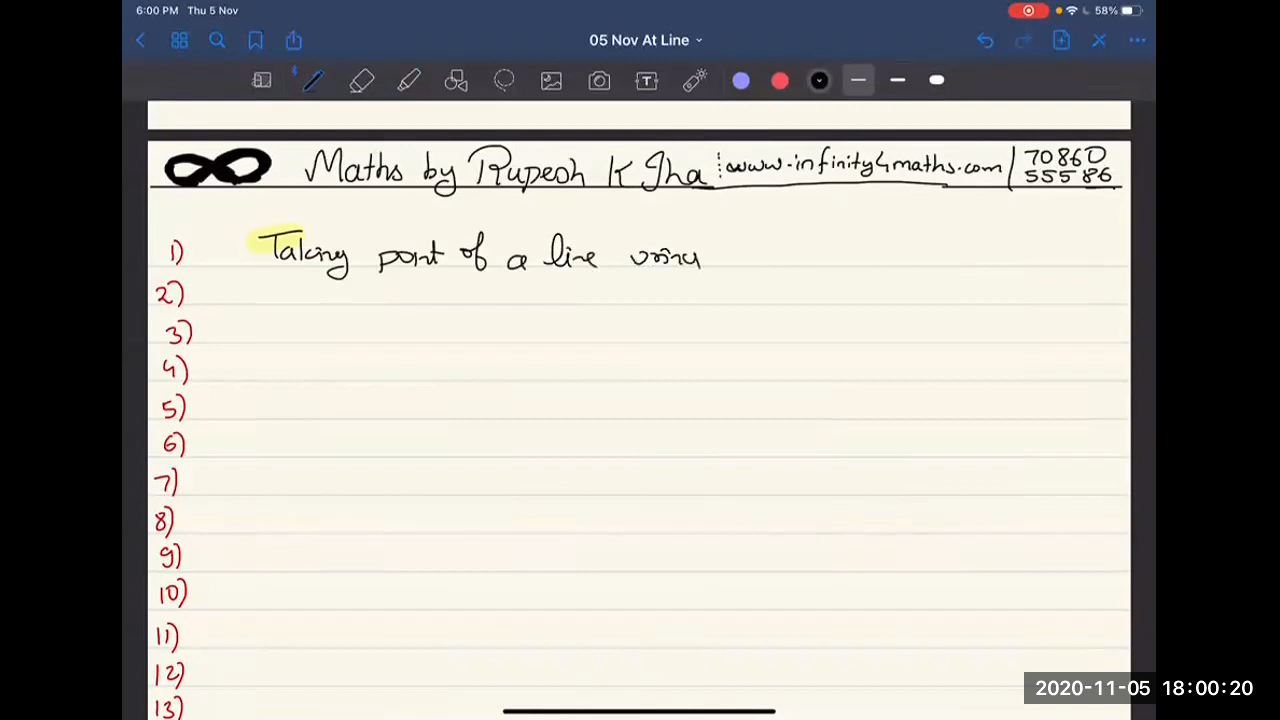 6:00 PM Thu 5 Nov
58%
05 Nov At Line
T
Maths by Rupesh K Jha www.infinity4maths.com 70860 55586
1) Taking point of a line
2)
3)
4)
5)
6)
7)
8)
9)
10)
11)
12)
13)
2020-11-05 18:00:20